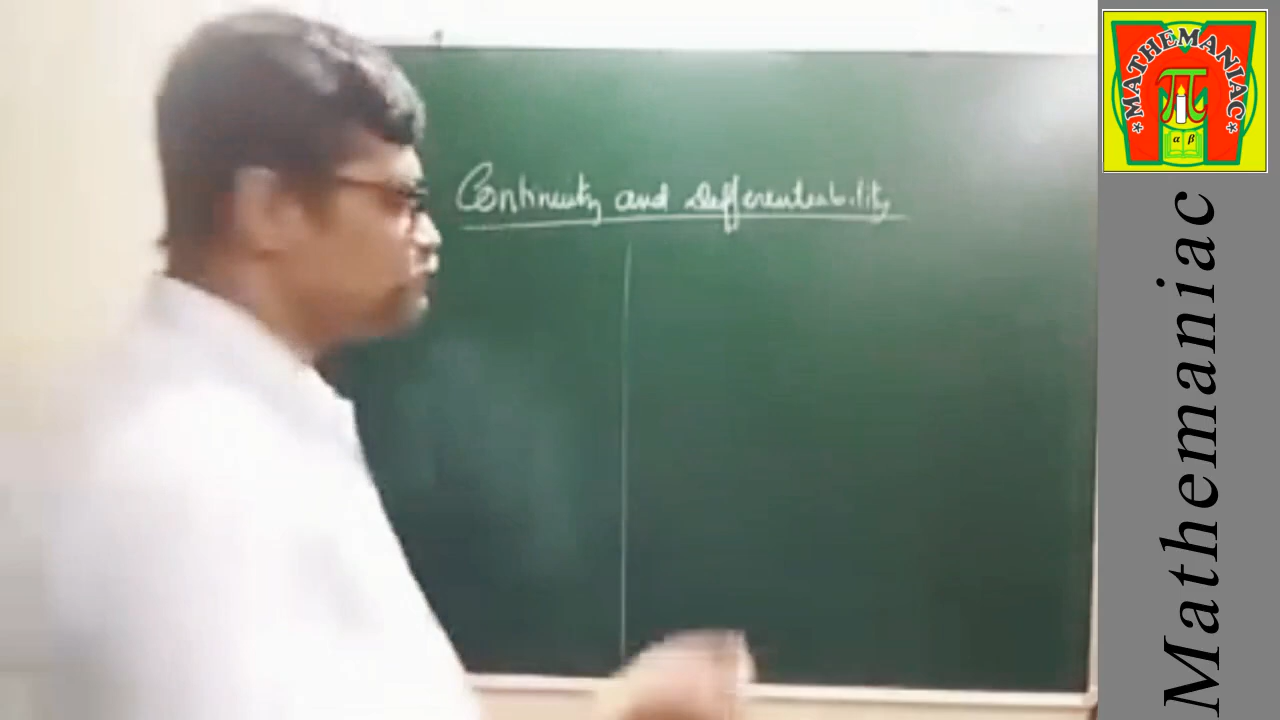 Continuity and Differentiability
* MATHEMANIAC *
π
α β
Mathemaniac